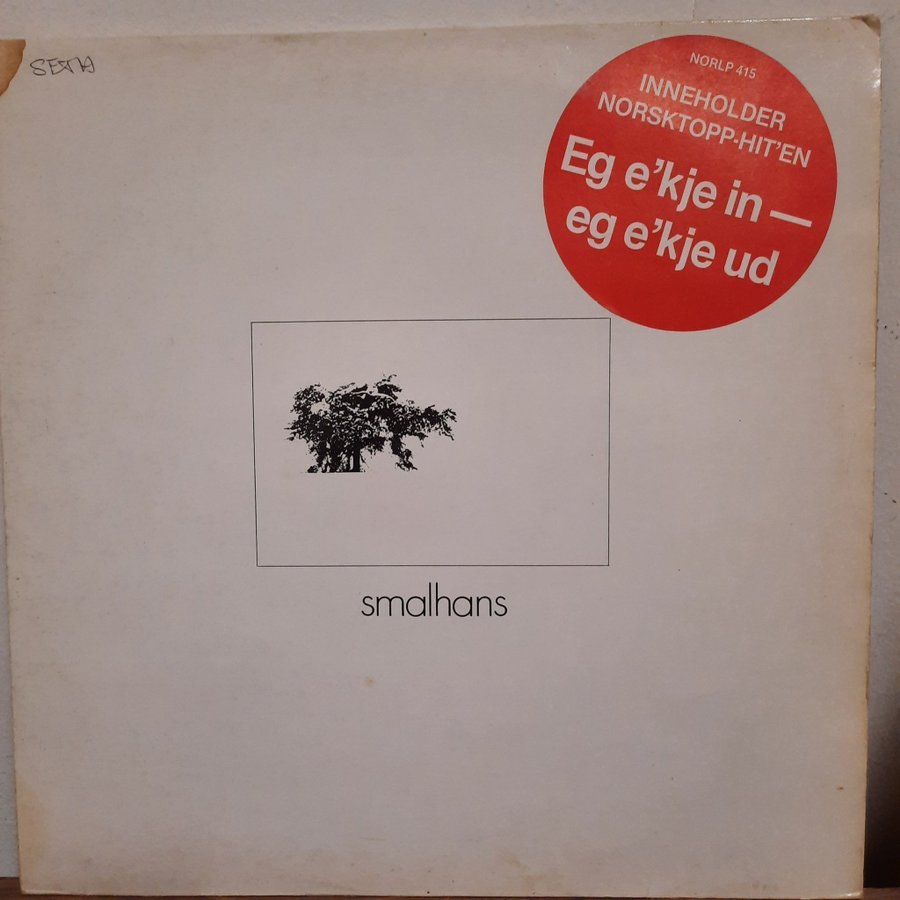 NORLP 415
INNEHOLDER
NORSKTOPP-HIT'EN
Eg e'kje in —
eg e'kje ud
smalhans